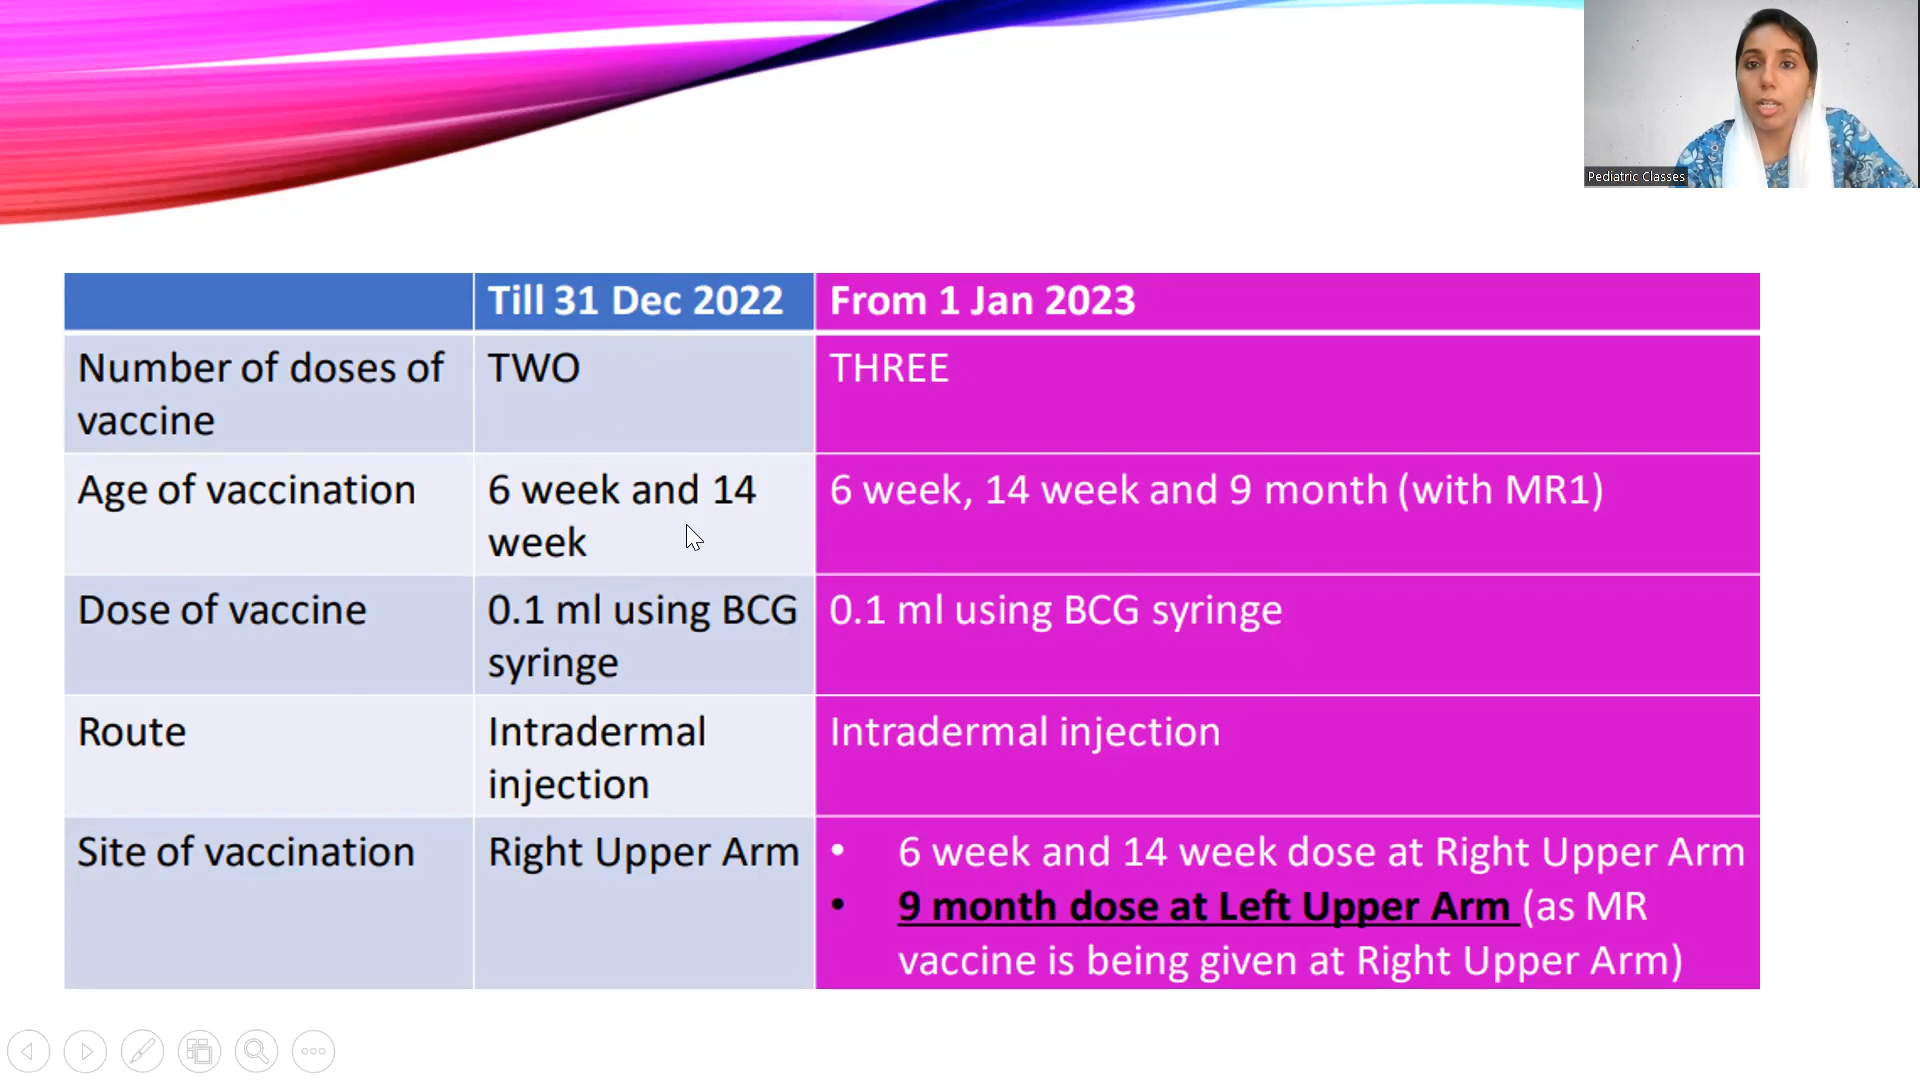 Pediatric Classes
Till 31 Dec 2022
From 1 Jan 2023
Number of doses of
vaccine
TWO
THREE
Age of vaccination
6 week and 14
week
6 week, 14 week and 9 month (with MR1)
Dose of vaccine
0.1 ml using BCG
syringe
0.1 ml using BCG syringe
Route
Intradermal
injection
Intradermal injection
Site of vaccination
Right Upper Arm
• 6 week and 14 week dose at Right Upper Arm
• 9 month dose at Left Upper Arm (as MR
vaccine is being given at Right Upper Arm)